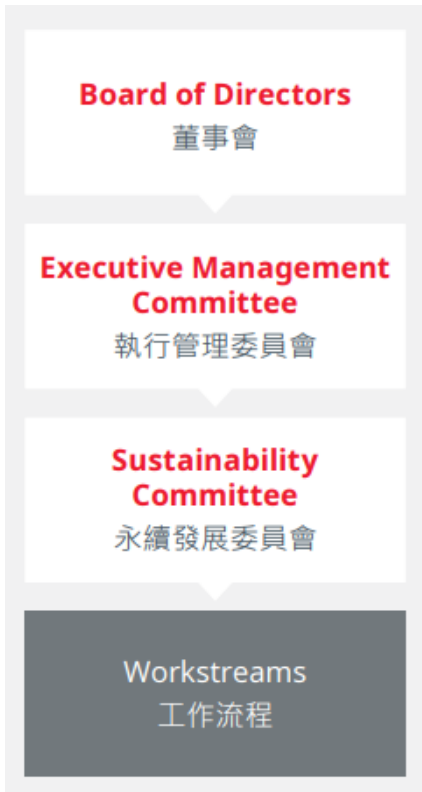 Board of Directors
董事會
Executive Management
Committee
執行管理委員會
Sustainability
Committee
永續發展委員會
Workstreams
工作流程